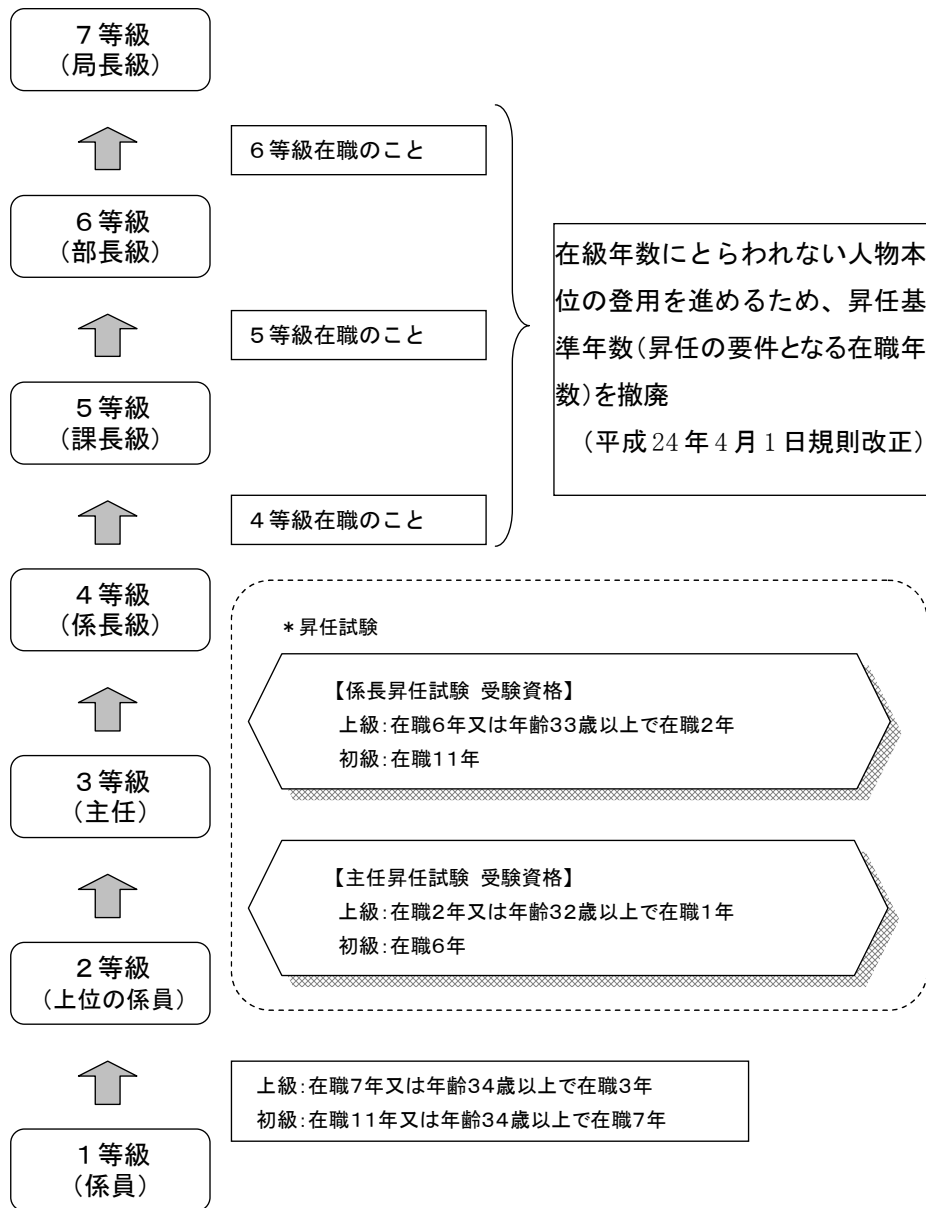 7等級
(局長級)
6等級在職のこと
6等級
(部長級)
5等級在職のこと
在級年数にとらわれない人物本
位の登用を進めるため、昇任基
準年数(昇任の要件となる在職年
数)を撤廃
(平成24年4月1日規則改正)
5等級
(課長級)
4等級在職のこと
4等級
(係長級)
*昇任試験
【係長昇任試験 受験資格】
上級:在職6年又は年齢33歳以上で在職2年
初級:在職11年
3等級
(主任)
【主任昇任試験 受験資格】
上級:在職2年又は年齢32歳以上で在職1年
初級:在職6年
2等級
(上位の係員)
上級:在職7年又は年齢34歳以上で在職3年
初級:在職11年又は年齢34歳以上で在職7年
1等級
(係員)